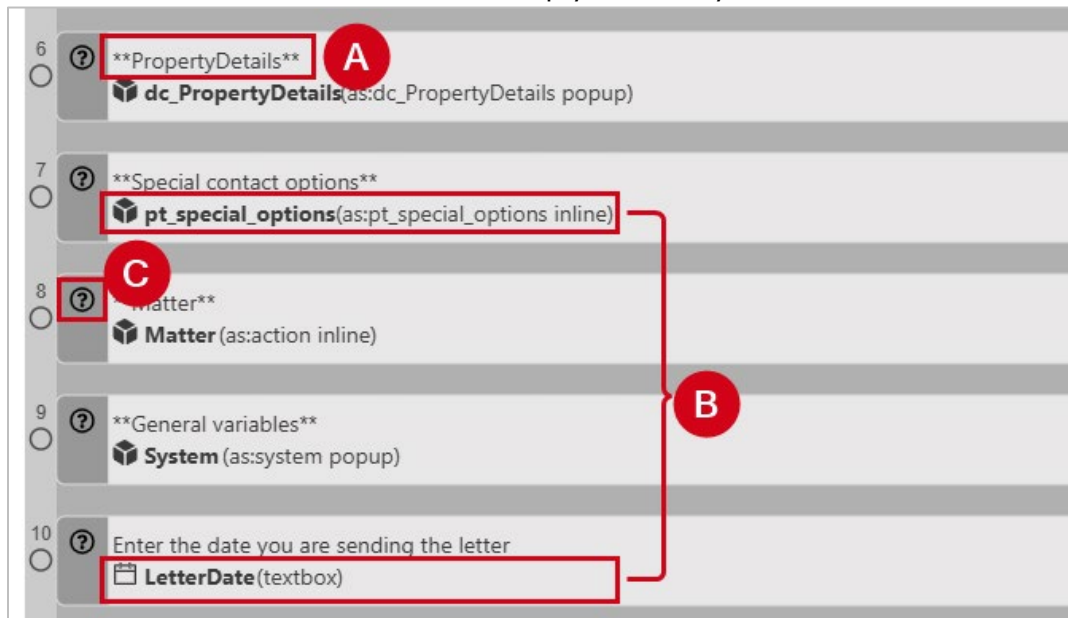 6
**PropertyDetails**
A
dc_PropertyDetails(as:dc_PropertyDetails popup)
7
**Special contact options**
pt_special_options(as:pt_special_options inline)
C
8
*Matter**
Matter (as:action inline)
B
9
**General variables**
System (as:system popup)
10
Enter the date you are sending the letter
LetterDate(textbox)